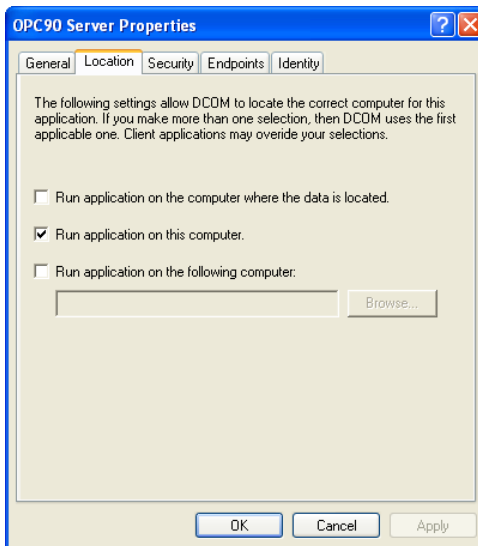 OPC90 Server Properties
General Location Security Endpoints Identity
The following settings allow DCOM to locate the correct computer for this
application. If you make more than one selection, then DCOM uses the first
applicable one. Client applications may overide your selections.
Run application on the computer where the data is located.
Run application on this computer.
Run application on the following computer:
Browse...
OK Cancel Apply